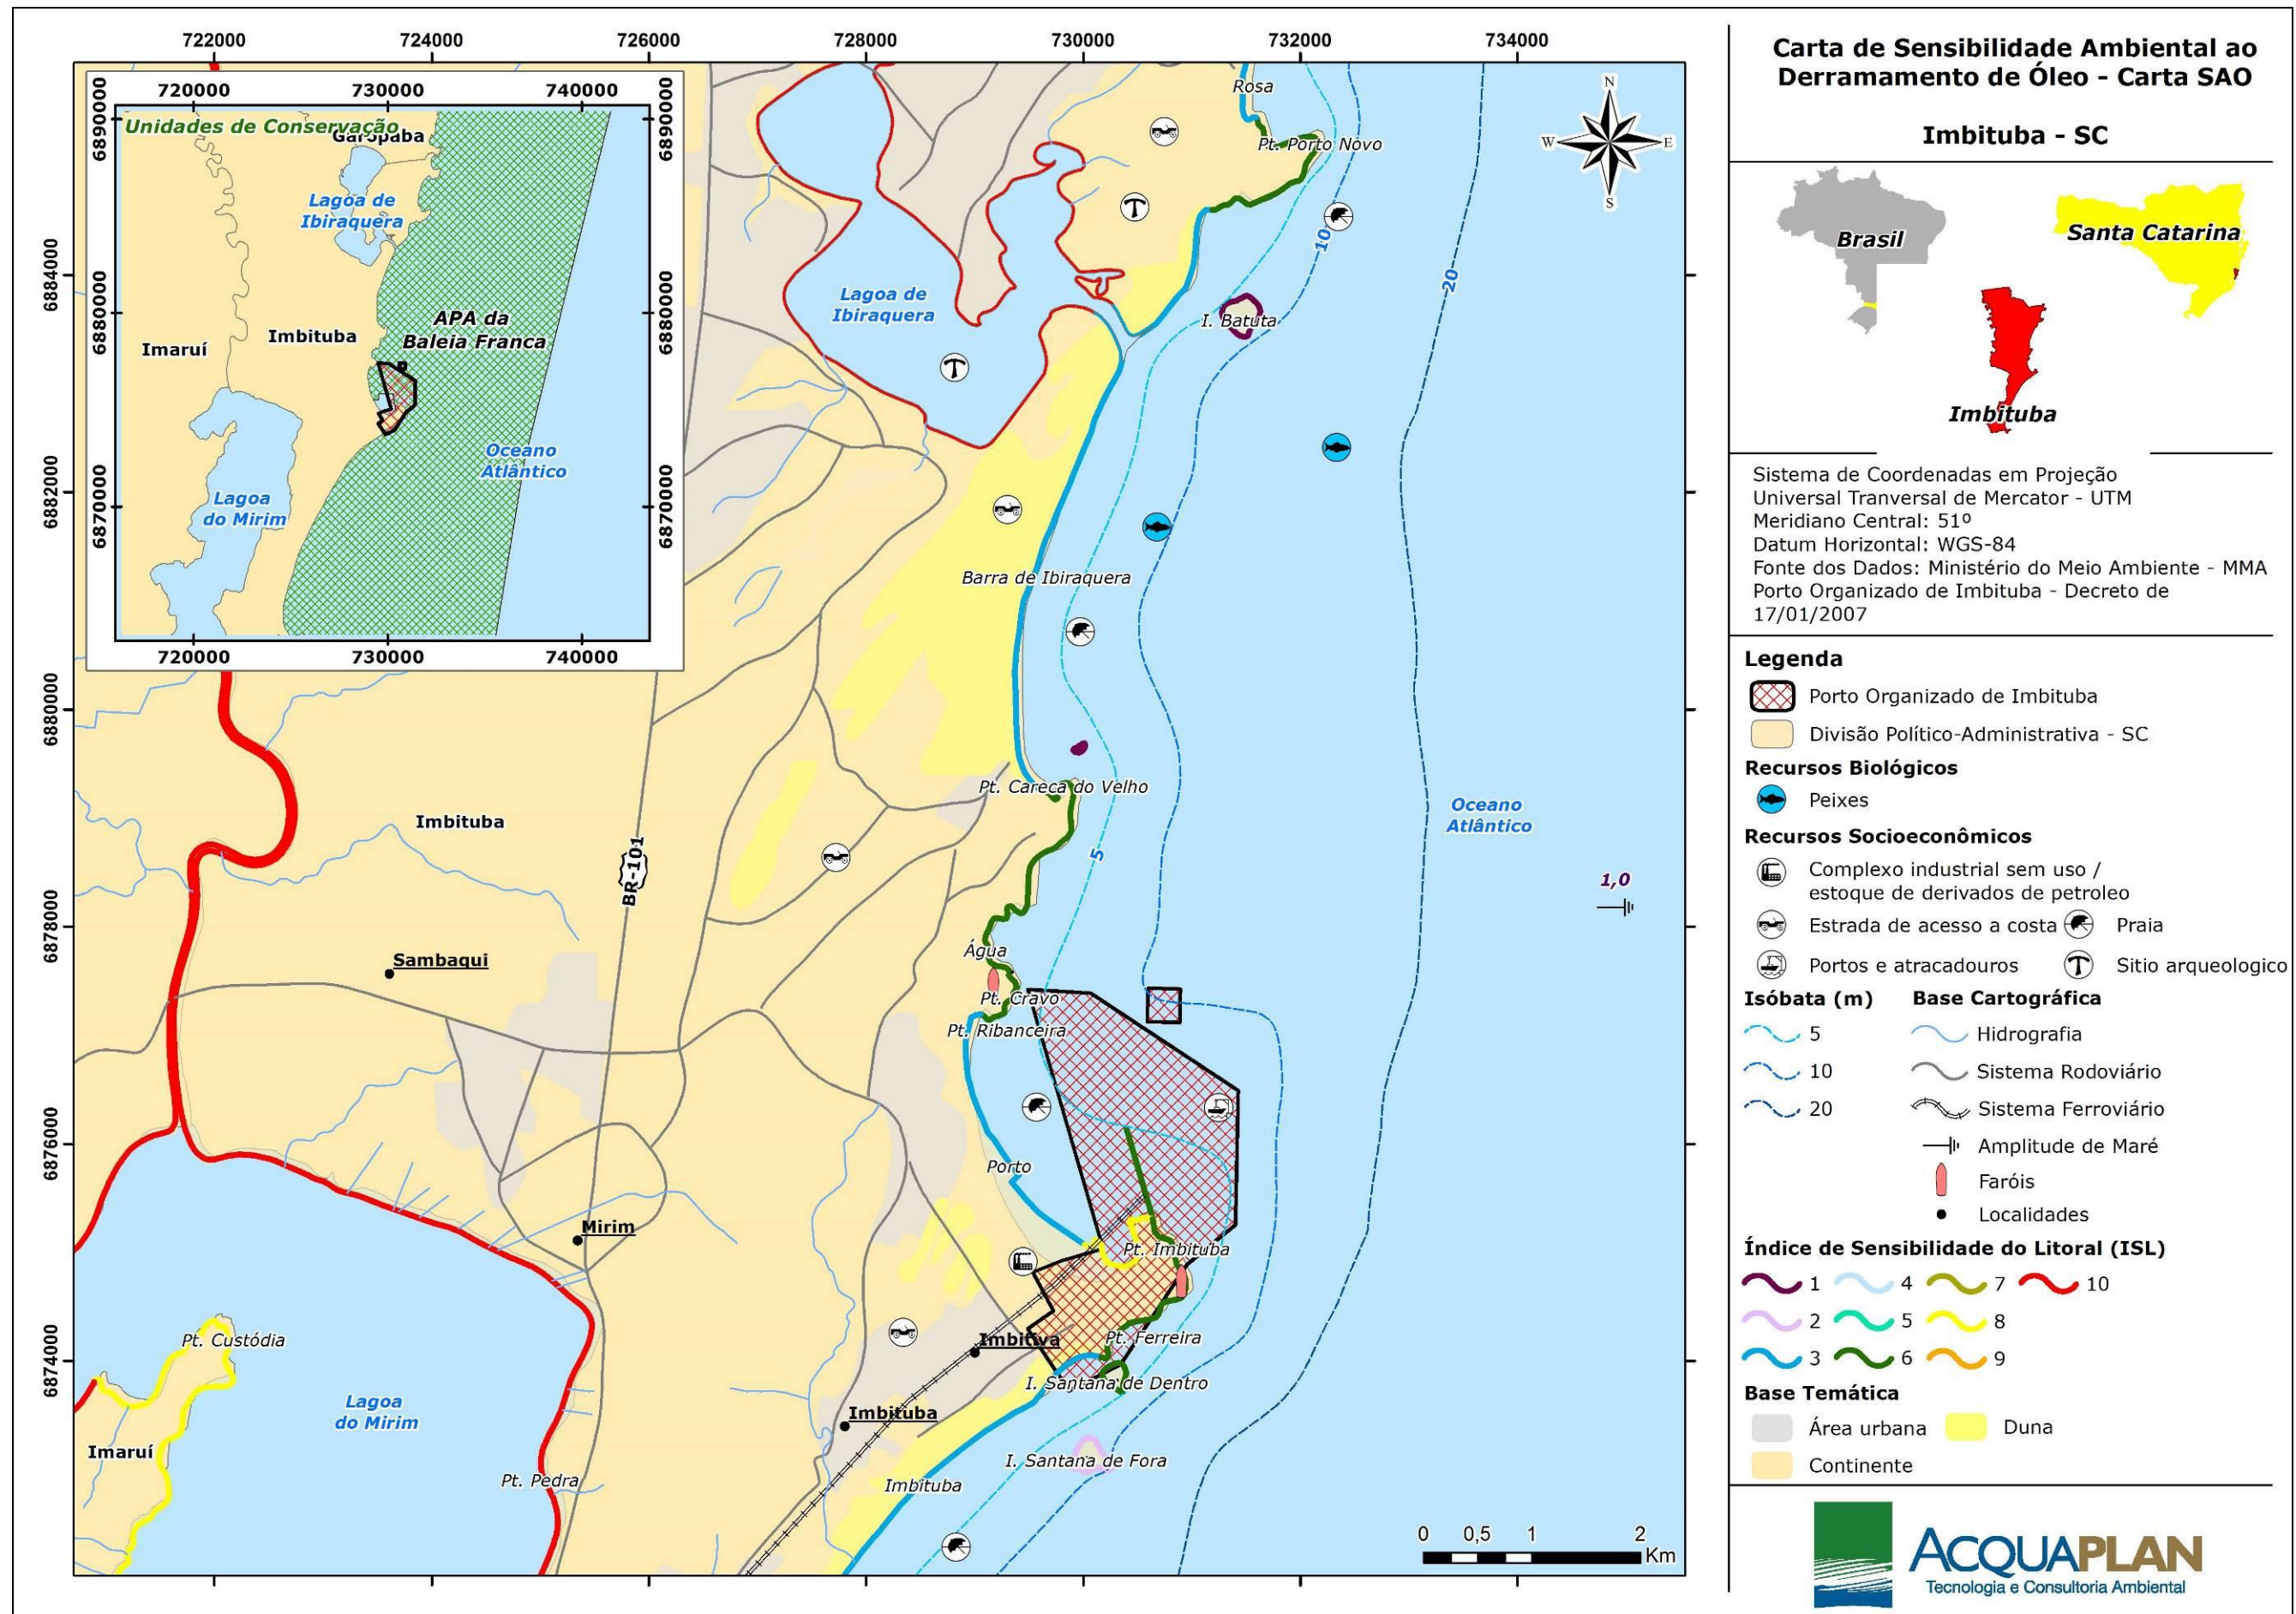 722000
724000
726000
728000
730000
732000
734000
6884000
6882000
6880000
6878000
6876000
6874000
720000
730000
740000
6890000
6880000
6870000
6890000
6880000
6870000
720000
730000
740000
Unidades de Conservação
Garopaba
Lagoa de
Ibiraquera
APA da
Baleia Franca
Imbituba
Imaruí
Oceano
Atlântico
Lagoa
do Mirim
N
W
E
S
Rosa
Pt. Porto Novo
10
20
Lagoa de
Ibiraquera
I. Batuta
Barra de Ibiraquera
Pt. Careca do Velho
Imbituba
Oceano
Atlântico
5
BR-101
1,0
Água
Sambaqui
Pt. Cravo
Pt. Ribanceira
Porto
Mirim
Pt. Imbituba
Pt. Custódia
Imbitiva
Pt. Ferreira
I. Santana de Dentro
Lagoa
do Mirim
Imbituba
Imaruí
I. Santana de Fora
Pt. Pedra
Imbituba
0 0,5 1 2
Km
Carta de Sensibilidade Ambiental ao
Derramamento de Óleo - Carta SAO
Imbituba - SC
Brasil
Santa Catarina
Imbituba
Sistema de Coordenadas em Projeção
Universal Tranversal de Mercator - UTM
Meridiano Central: 51º
Datum Horizontal: WGS-84
Fonte dos Dados: Ministério do Meio Ambiente - MMA
Porto Organizado de Imbituba - Decreto de
17/01/2007
Legenda
Porto Organizado de Imbituba
Divisão Político-Administrativa - SC
Recursos Biológicos
Peixes
Recursos Socioeconômicos
Complexo industrial sem uso /
estoque de derivados de petroleo
Estrada de acesso a costa Praia
Portos e atracadouros Sitio arqueologico
Isóbata (m) Base Cartográfica
5 Hidrografia
10 Sistema Rodoviário
20 Sistema Ferroviário
Amplitude de Maré
Faróis
Localidades
Índice de Sensibilidade do Litoral (ISL)
1 4 7 10
2 5 8
3 6 9
Base Temática
Área urbana Duna
Continente
ACQUAPLAN
Tecnologia e Consultoria Ambiental